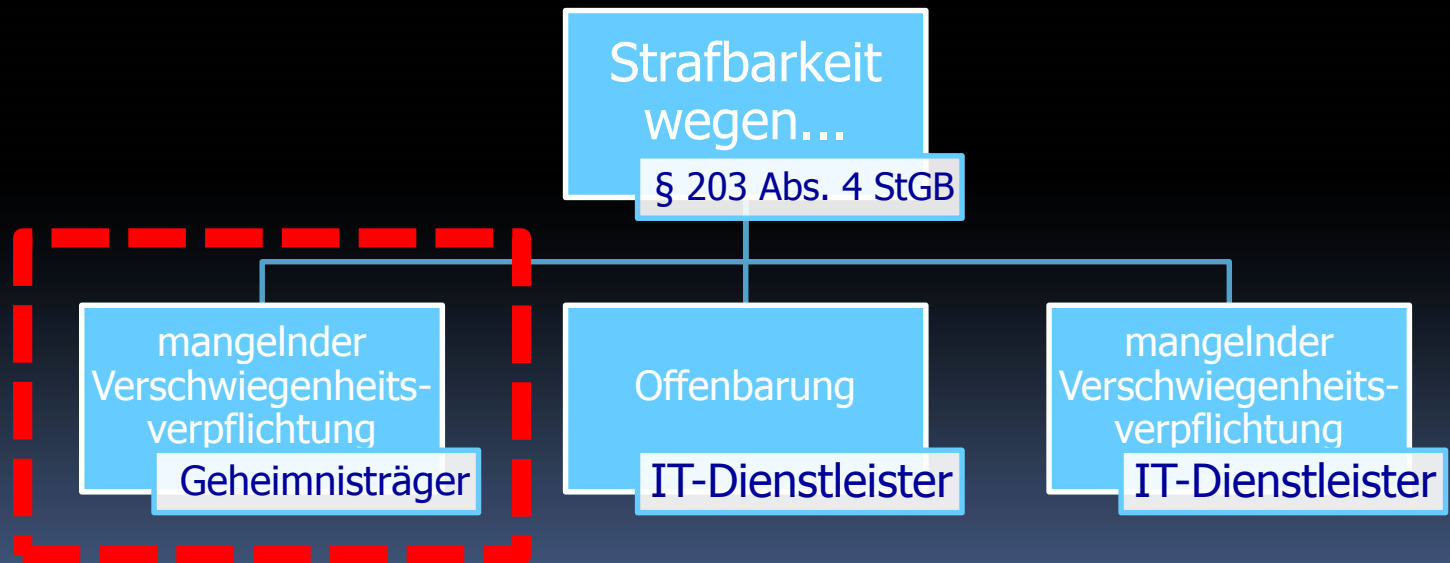 Strafbarkeit
wegen...
§ 203 Abs. 4 StGB
mangelnder
Verschwiegenheits-
verpflichtung
Geheimnisträger
Offenbarung
IT-Dienstleister
mangelnder
Verschwiegenheits-
verpflichtung
IT-Dienstleister